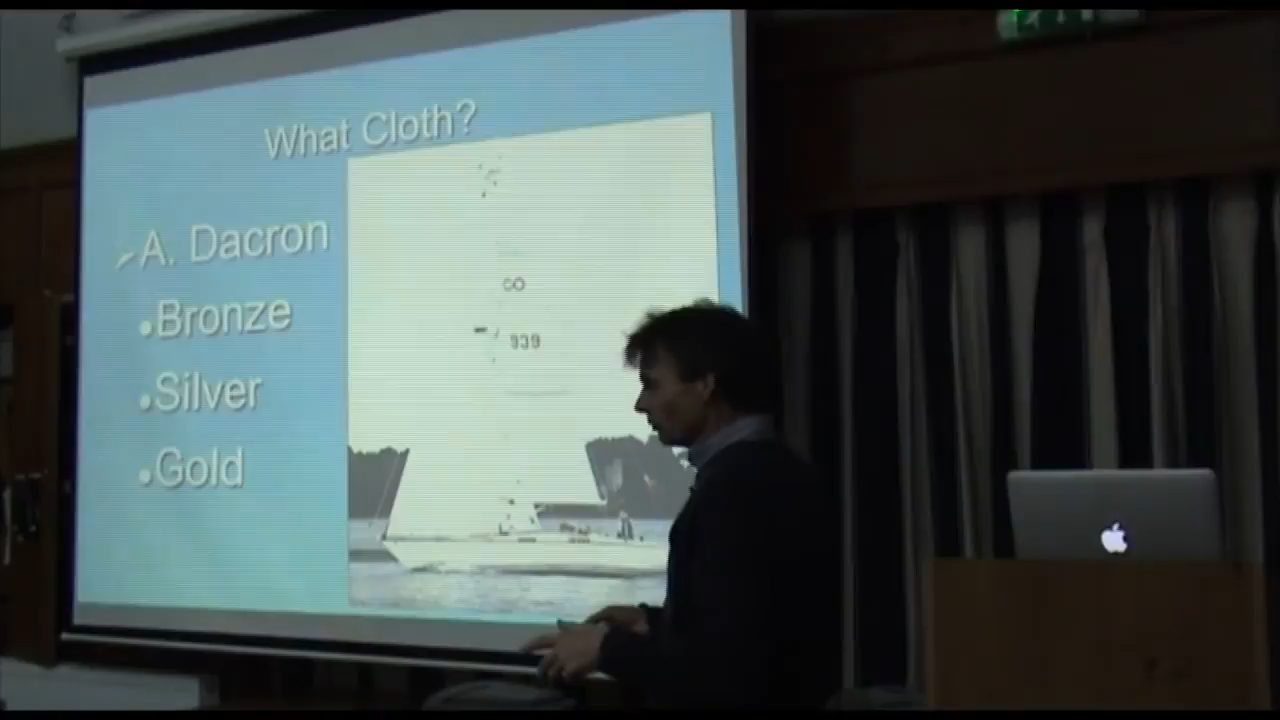 What Cloth?
A. Dacron
Bronze
Silver
Gold
∞
939